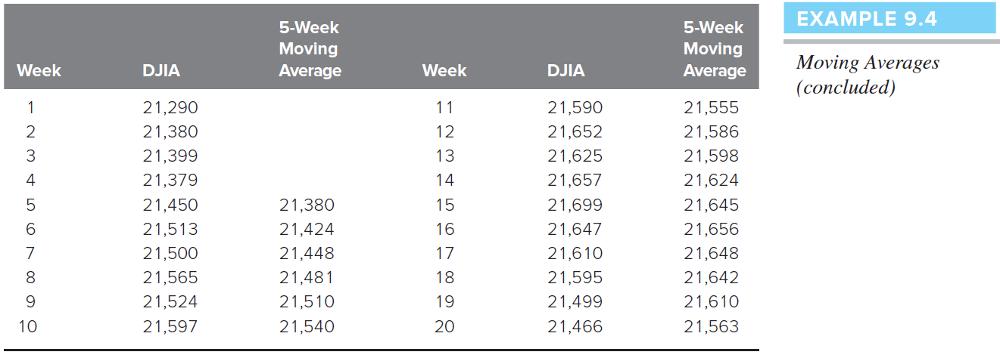 5-Week 5-Week
Moving Moving
Week DJIA Average Week DJIA Average
1 21,290 11 21,590 21,555
2 21,380 12 21,652 21,586
3 21,399 13 21,625 21,598
4 21,379 14 21,657 21,624
5 21,450 21,380 15 21,699 21,645
6 21,513 21,424 16 21,647 21,656
7 21,500 21,448 17 21,610 21,648
8 21,565 21,481 18 21,595 21,642
9 21,524 21,510 19 21,499 21,610
10 21,597 21,540 20 21,466 21,563
EXAMPLE 9.4
Moving Averages
(concluded)